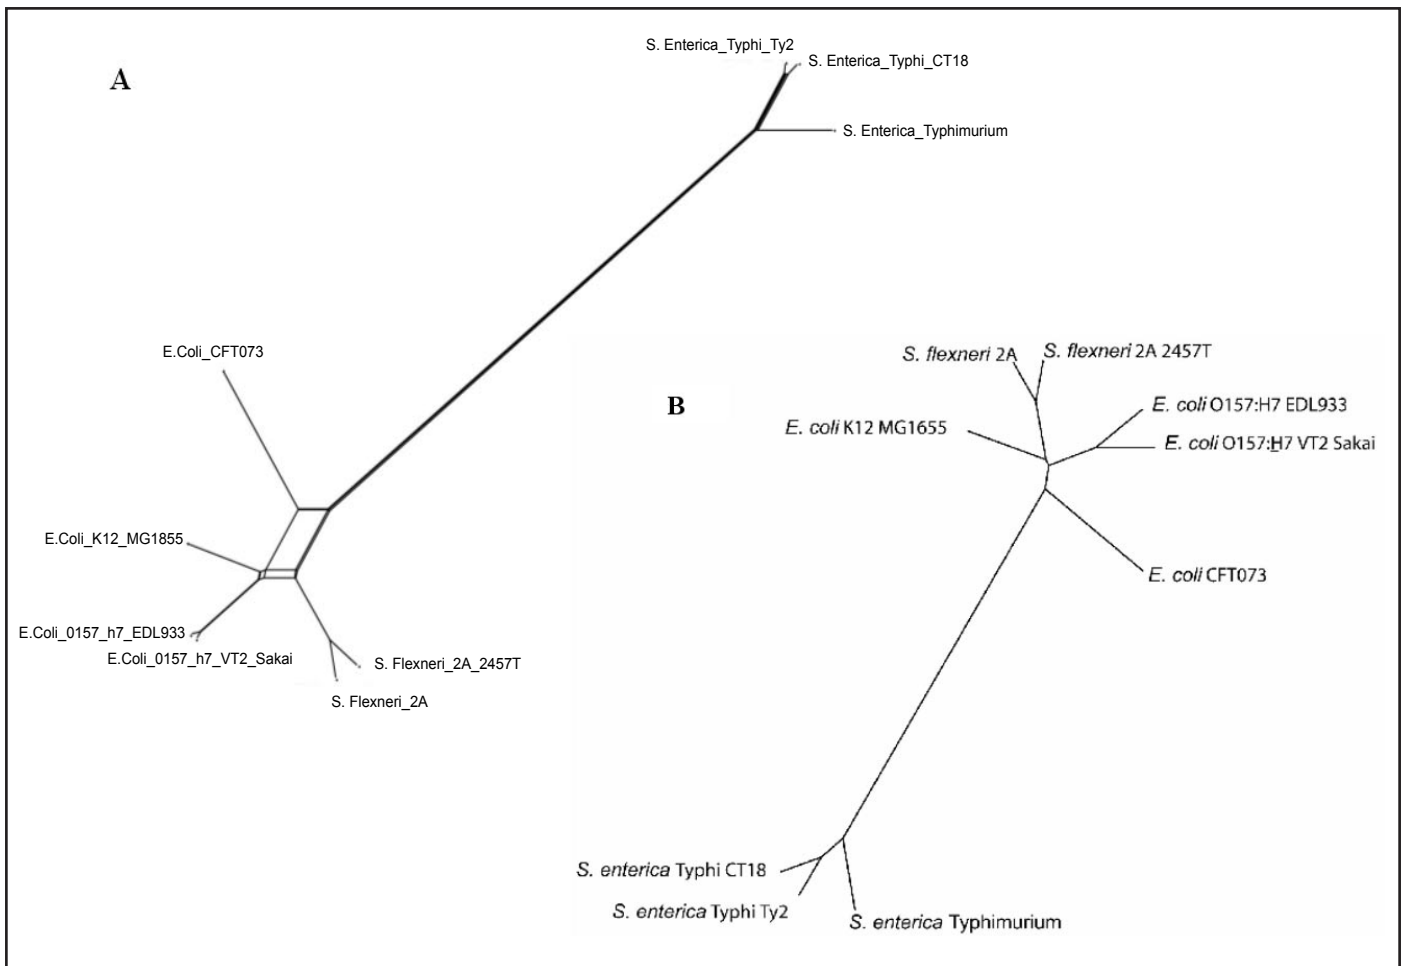 A
S. Enterica_Typhi_Ty2
S. Enterica_Typhi_CT18
S. Enterica_Typhimurium
E.Coli_CFT073
E.Coli_K12_MG1855
E.Coli_0157_h7_EDL933
E.Coli_0157_h7_VT2_Sakai
S. Flexneri_2A_2457T
S. Flexneri_2A
B
S. flexneri 2A
S. flexneri 2A 2457T
E. coli O157:H7 EDL933
E. coli K12 MG1655
E. coli O157:H7 VT2 Sakai
E. coli CFT073
S. enterica Typhi CT18
S. enterica Typhi Ty2
S. enterica Typhimurium